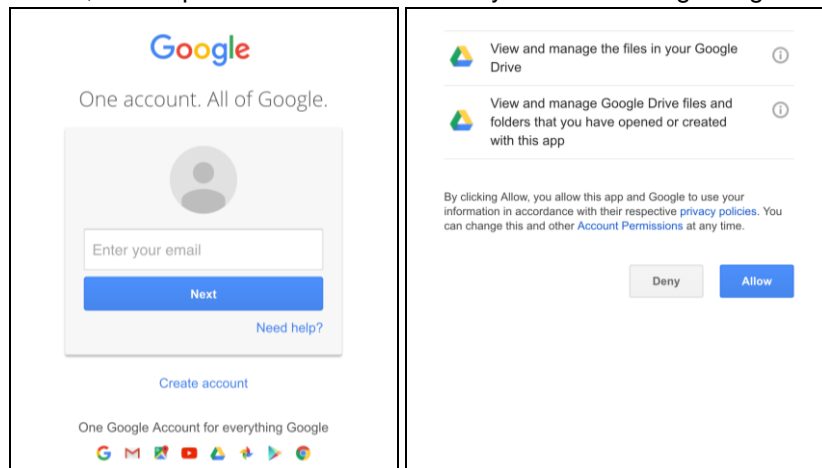 Google
One account. All of Google.
Enter your email
Next
Need help?
Create account
One Google Account for everything Google
View and manage the files in your Google
Drive
View and manage Google Drive files and
folders that you have opened or created
with this app
By clicking Allow, you allow this app and Google to use your
information in accordance with their respective privacy policies. You
can change this and other Account Permissions at any time.
Deny Allow